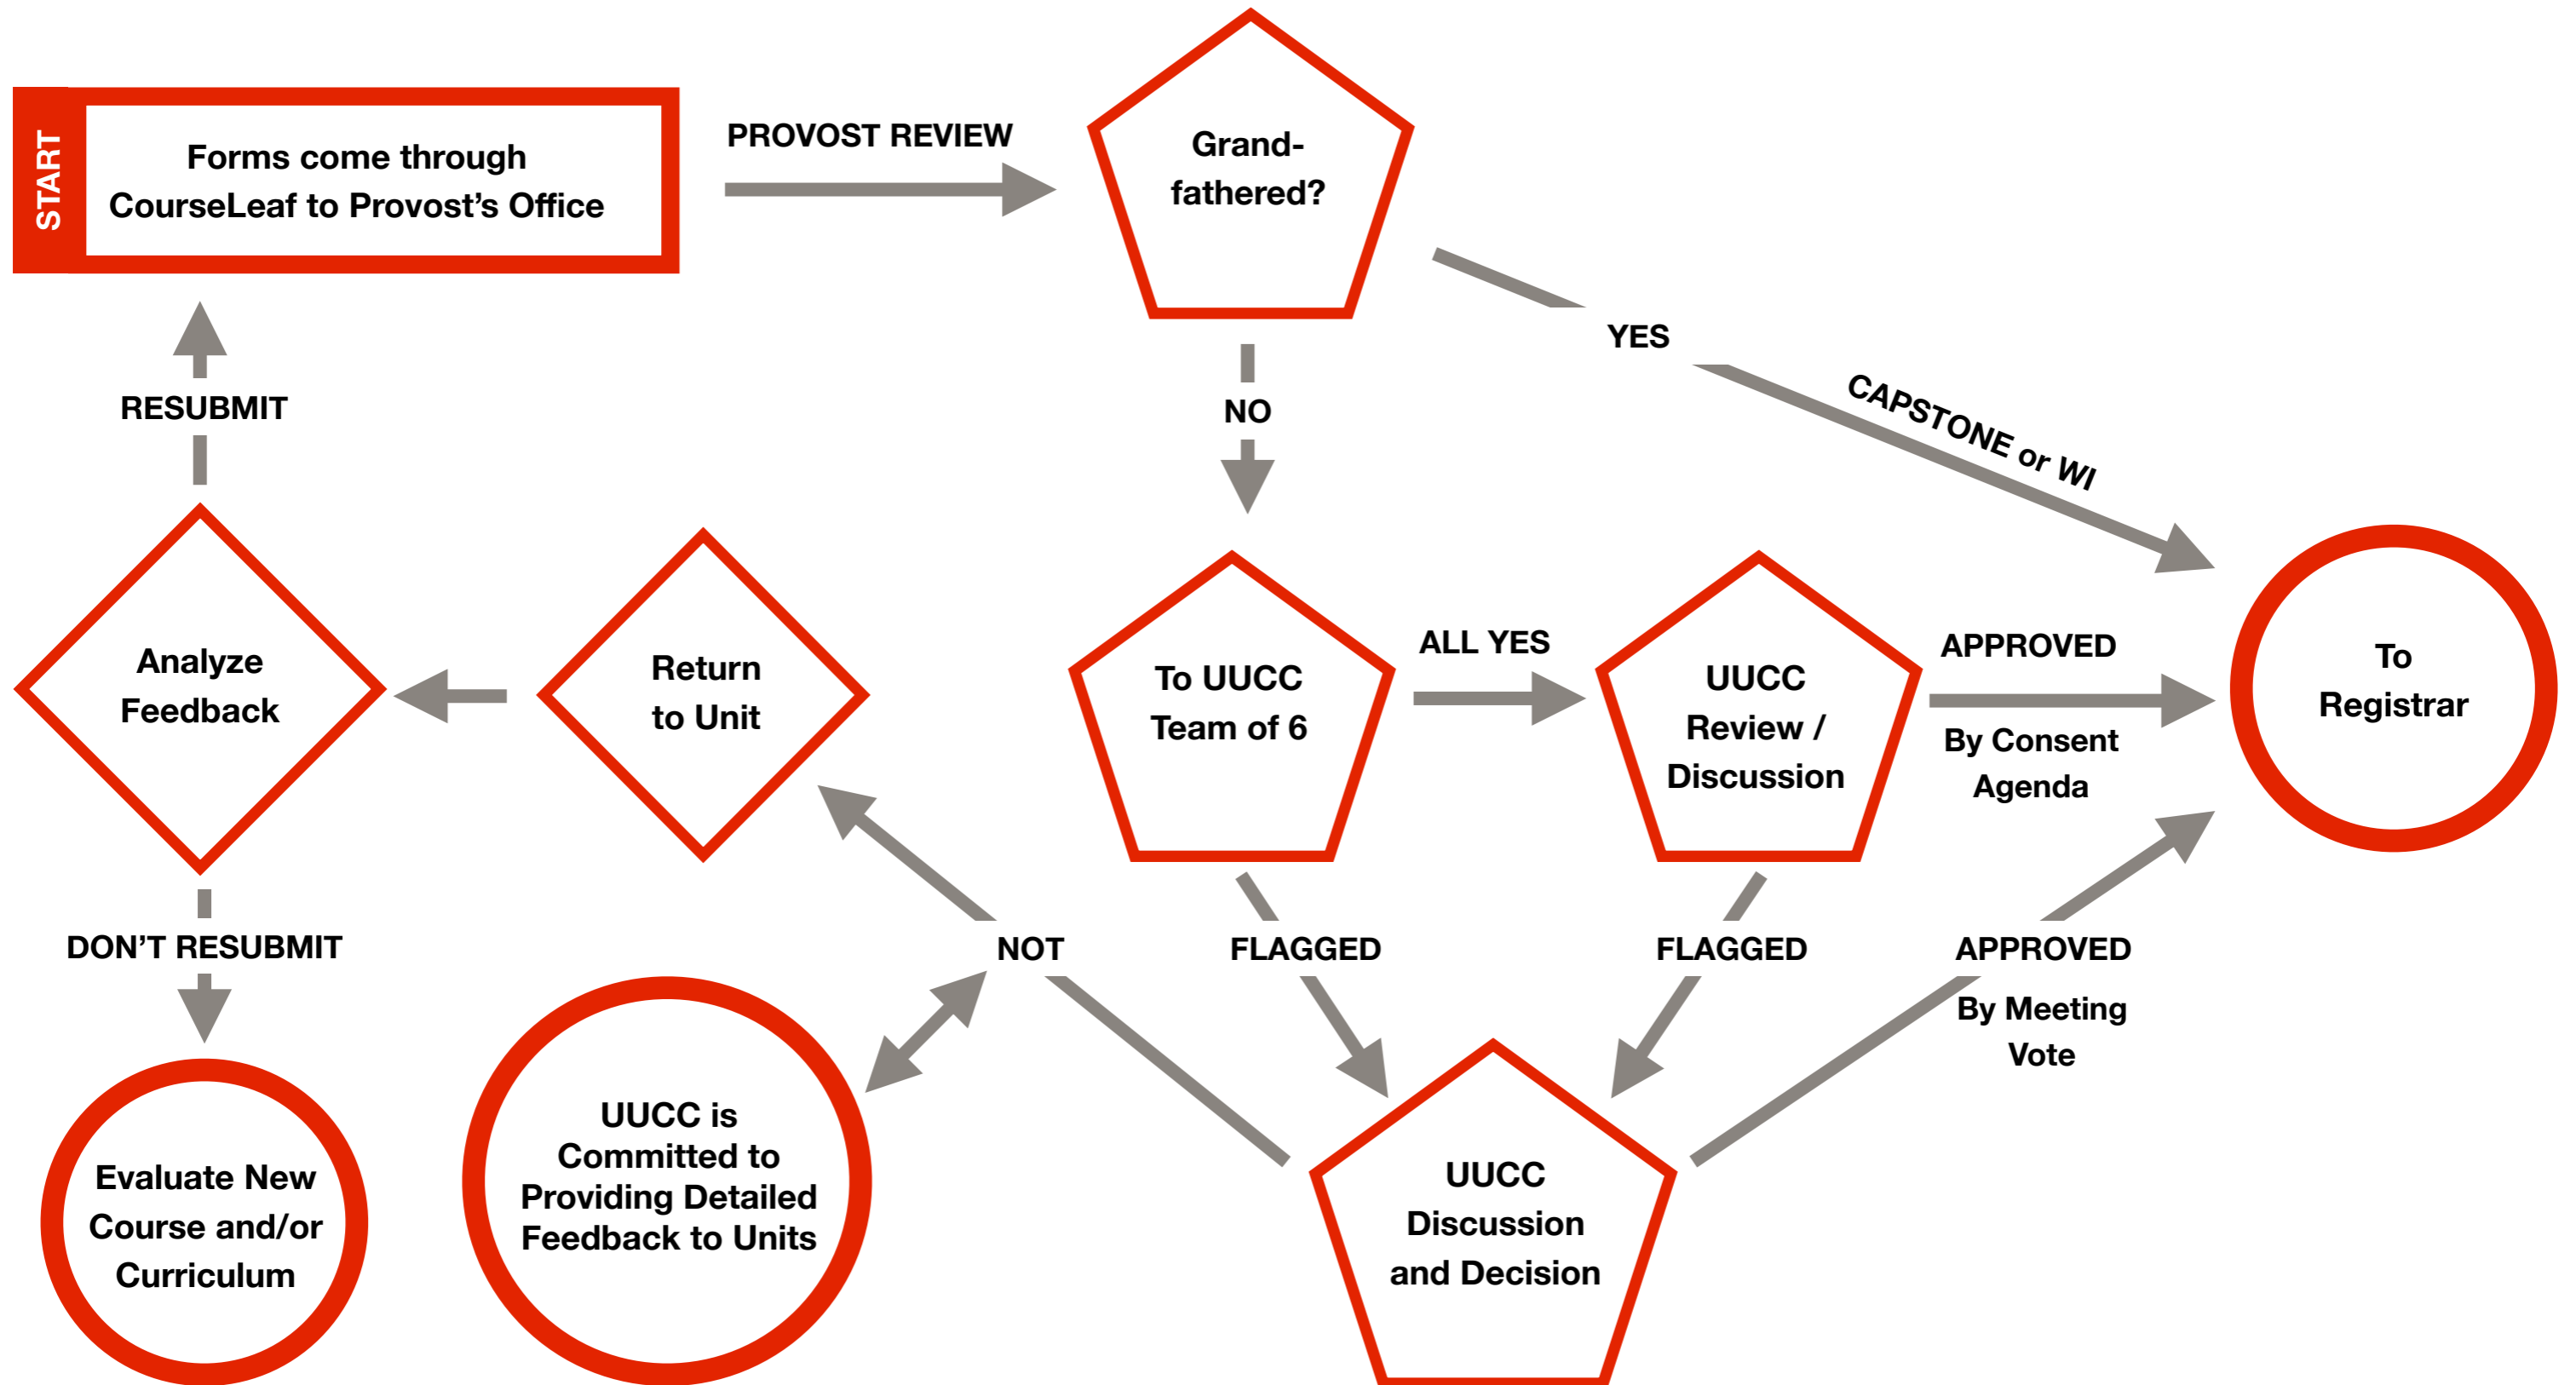 START
Forms come through
CourseLeaf to Provost’s Office
PROVOST REVIEW
Grand-
fathered?
YES
CAPSTONE or WI
RESUBMIT
NO
Analyze
Feedback
Return
to Unit
To UUCC
Team of 6
ALL YES
UUCC
Review /
Discussion
APPROVED
By Consent
Agenda
To
Registrar
DON’T RESUBMIT
NOT
FLAGGED
FLAGGED
APPROVED
By Meeting
Vote
Evaluate New
Course and/or
Curriculum
UUCC is
Committed to
Providing Detailed
Feedback to Units
UUCC
Discussion
and Decision